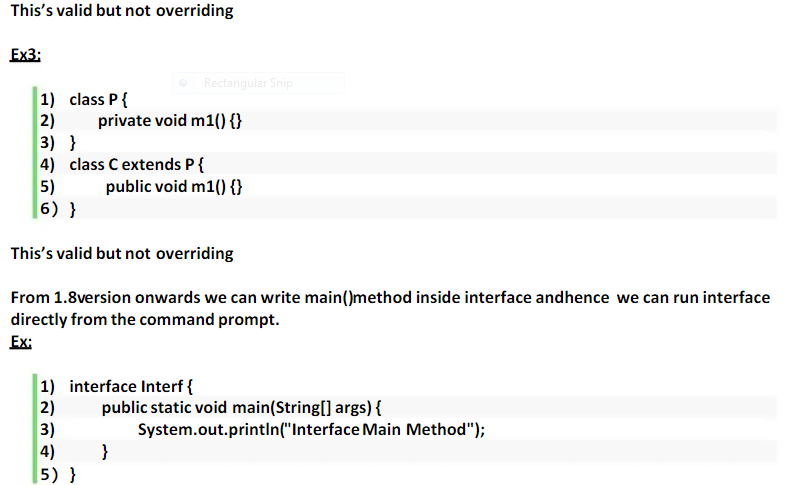 This's valid but not overriding
Ex3:
Rectangular Snip
1) class P {
2) private void m1() {}
3) }
4) class C extends P {
5) public void m1() {}
6) }
This's valid but not overriding
From 1.8version onwards we can write main()method inside interface andhence we can run interface
directly from the command prompt.
Ex:
1) interface Interf {
2) public static void main(String[] args) {
3) System.out.println("Interface Main Method");
4) }
5) }